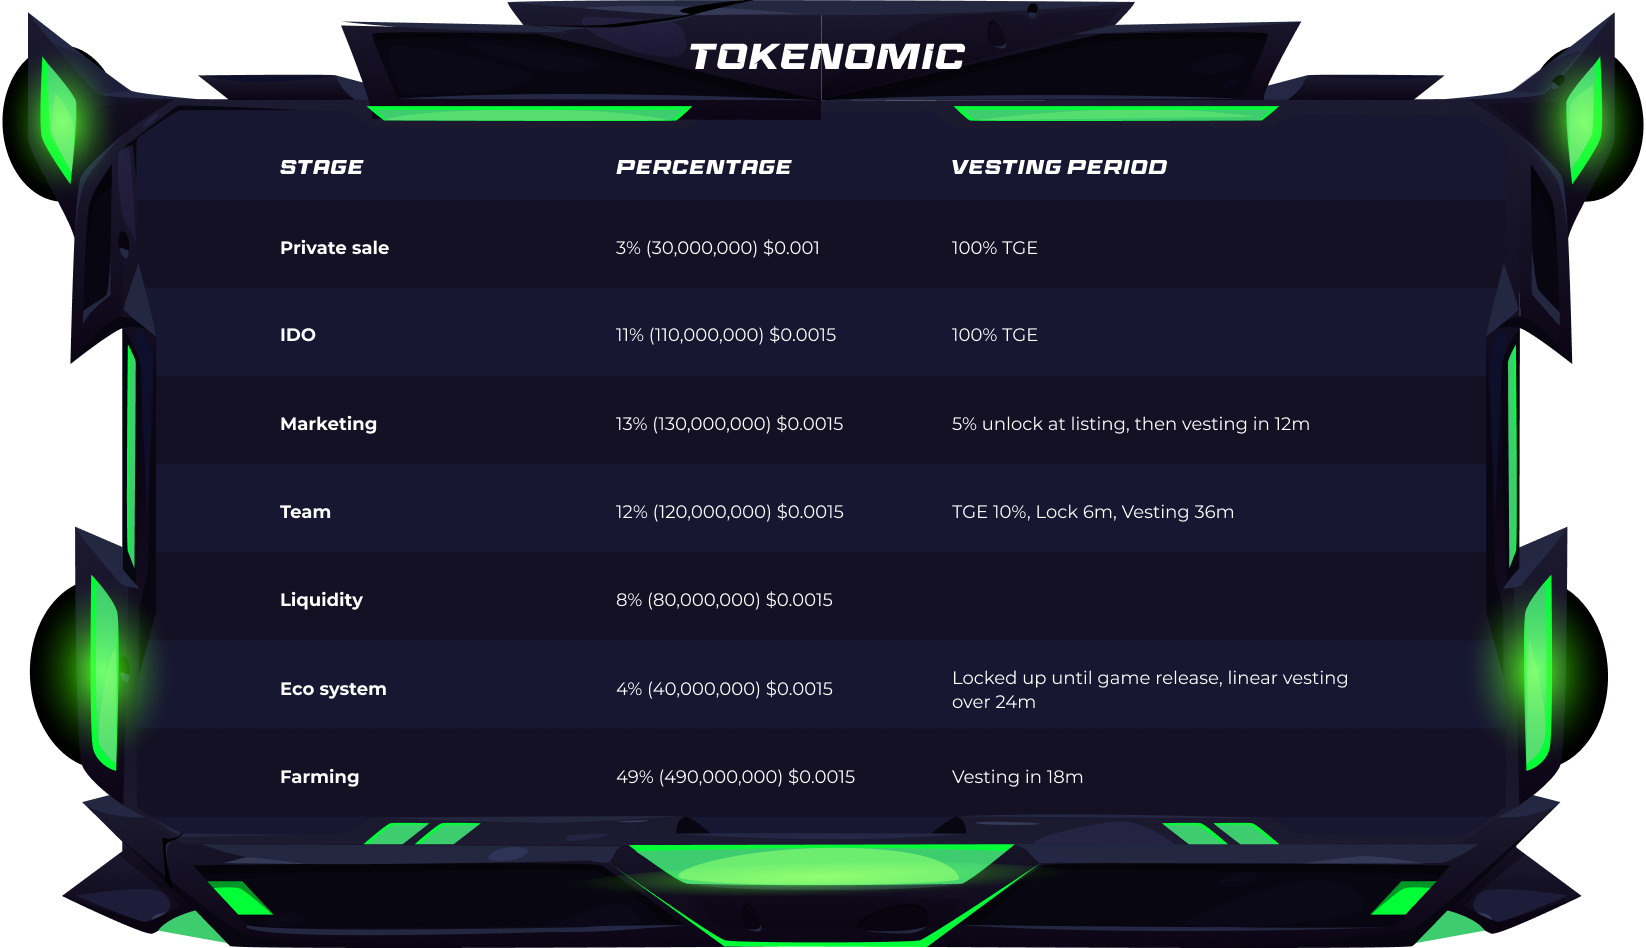 TOKENOMIC
STAGE PERCENTAGE VESTING PERIOD
Private sale 3% (30,000,000) $0.001 100% TGE
IDO 11% (110,000,000) $0.0015 100% TGE
Marketing 13% (130,000,000) $0.0015 5% unlock at listing, then vesting in 12m
Team 12% (120,000,000) $0.0015 TGE 10%, Lock 6m, Vesting 36m
Liquidity 8% (80,000,000) $0.0015
Eco system 4% (40,000,000) $0.0015 Locked up until game release, linear vesting
over 24m
Farming 49% (490,000,000) $0.0015 Vesting in 18m